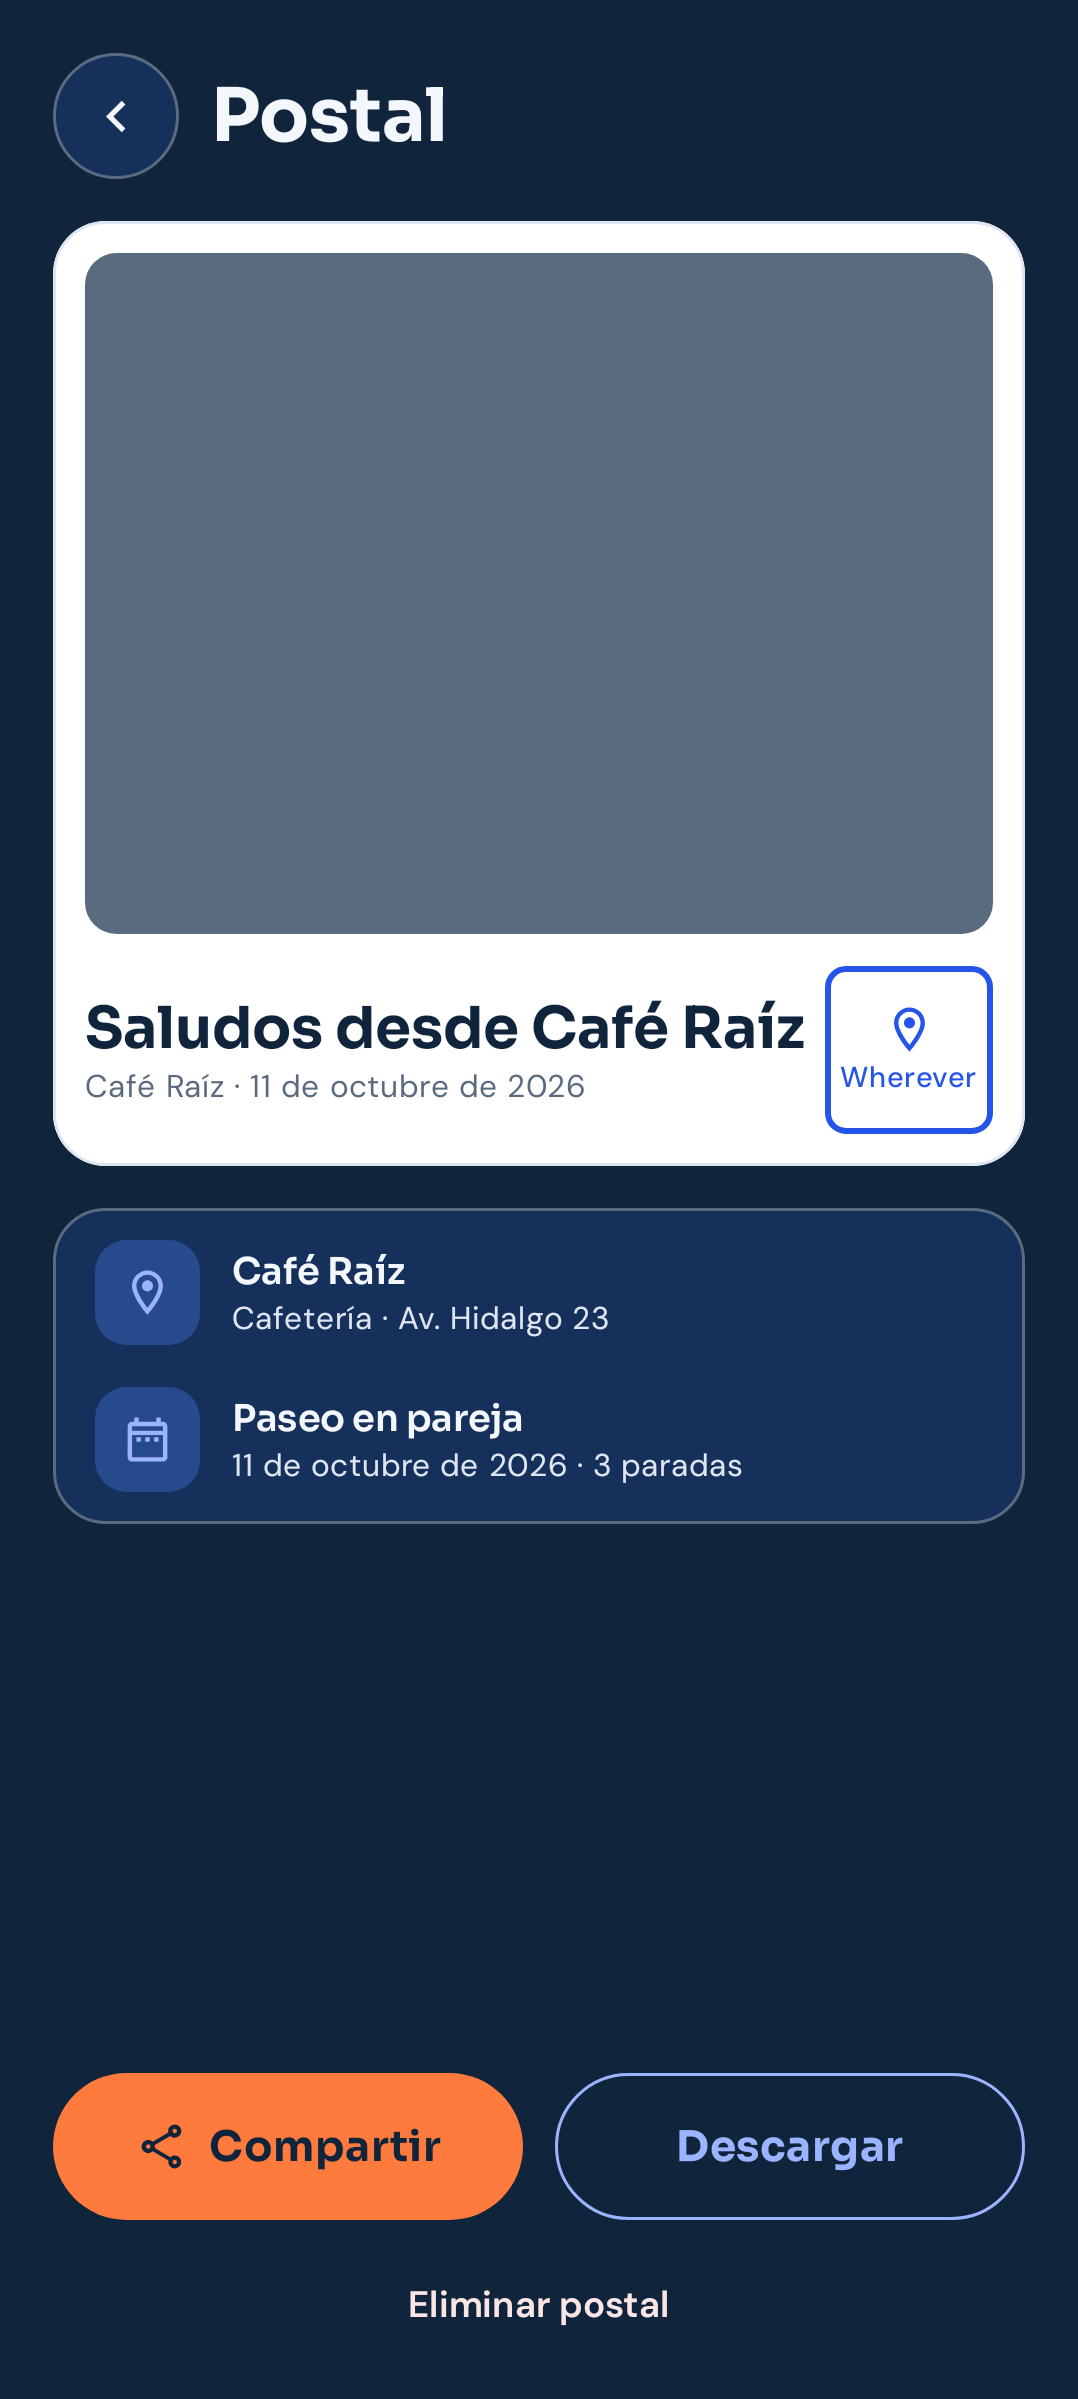 Postal
Saludos desde Café Raíz
Café Raíz · 11 de octubre de 2026
Wherever
Café Raíz
Cafetería · Av. Hidalgo 23
Paseo en pareja
11 de octubre de 2026 · 3 paradas
Compartir
Descargar
Eliminar postal